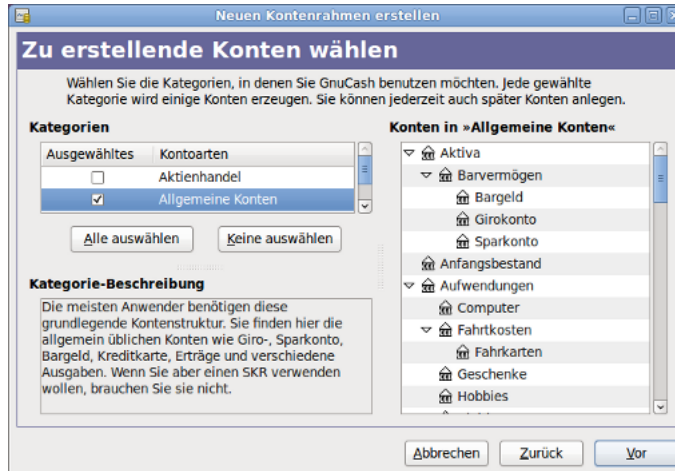 Neuen Kontenrahmen erstellen
Zu erstellende Konten wählen
Wählen Sie die Kategorien, in denen Sie GnuCash benutzen möchten. Jede gewählte
Kategorie wird einige Konten erzeugen. Sie können jederzeit auch später Konten anlegen.
Kategorien
Ausgewähltes Kontoarten
Aktienhandel
Allgemeine Konten
Alle auswählen Keine auswählen
Kategorie-Beschreibung
Die meisten Anwender benötigen diese
grundlegende Kontenstruktur. Sie finden hier die
allgemein üblichen Konten wie Giro-, Sparkonto,
Bargeld, Kreditkarte, Erträge und verschiedene
Ausgaben. Wenn Sie aber einen SKR verwenden
wollen, brauchen Sie sie nicht.
Konten in »Allgemeine Konten«
Aktiva
Barvermögen
Bargeld
Girokonto
Sparkonto
Anfangsbestand
Aufwendungen
Computer
Fahrtkosten
Fahrkarten
Geschenke
Hobbies
Abbrechen Zurück Vor